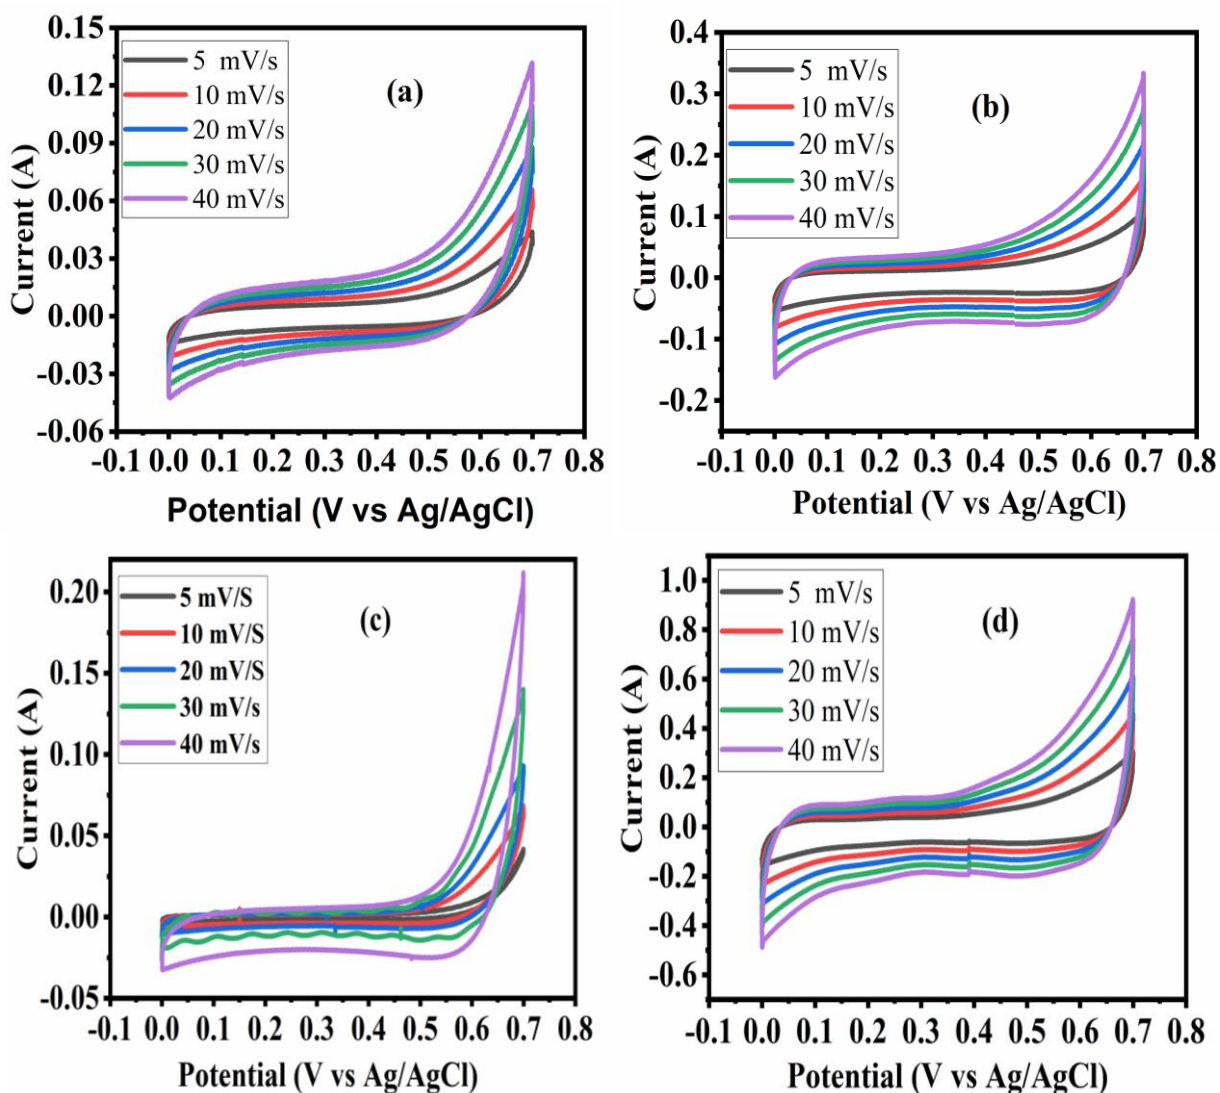 0.15
0.12
0.09
0.06
0.03
0.00
-0.03
-0.06
Current (A)
5 mV/s
10 mV/s
20 mV/s
30 mV/s
40 mV/s
(a)
-0.1 0.0 0.1 0.2 0.3 0.4 0.5 0.6 0.7 0.8
Potential (V vs Ag/AgCl)
0.4
0.3
0.2
0.1
0.0
-0.1
-0.2
Current (A)
5 mV/s
10 mV/s
20 mV/s
30 mV/s
40 mV/s
(b)
-0.1 0.0 0.1 0.2 0.3 0.4 0.5 0.6 0.7 0.8
Potential (V vs Ag/AgCl)
0.20
0.15
0.10
0.05
0.00
-0.05
Current (A)
5 mV/S
10 mV/S
20 mV/S
30 mV/s
40 mV/s
(c)
-0.1 0.0 0.1 0.2 0.3 0.4 0.5 0.6 0.7 0.8
Potential (V vs Ag/AgCl)
1.0
0.8
0.6
0.4
0.2
0.0
-0.2
-0.4
-0.6
Current (A)
5 mV/s
10 mV/s
20 mV/s
30 mV/s
40 mV/s
(d)
-0.1 0.0 0.1 0.2 0.3 0.4 0.5 0.6 0.7 0.8
Potential (V vs Ag/AgCl)